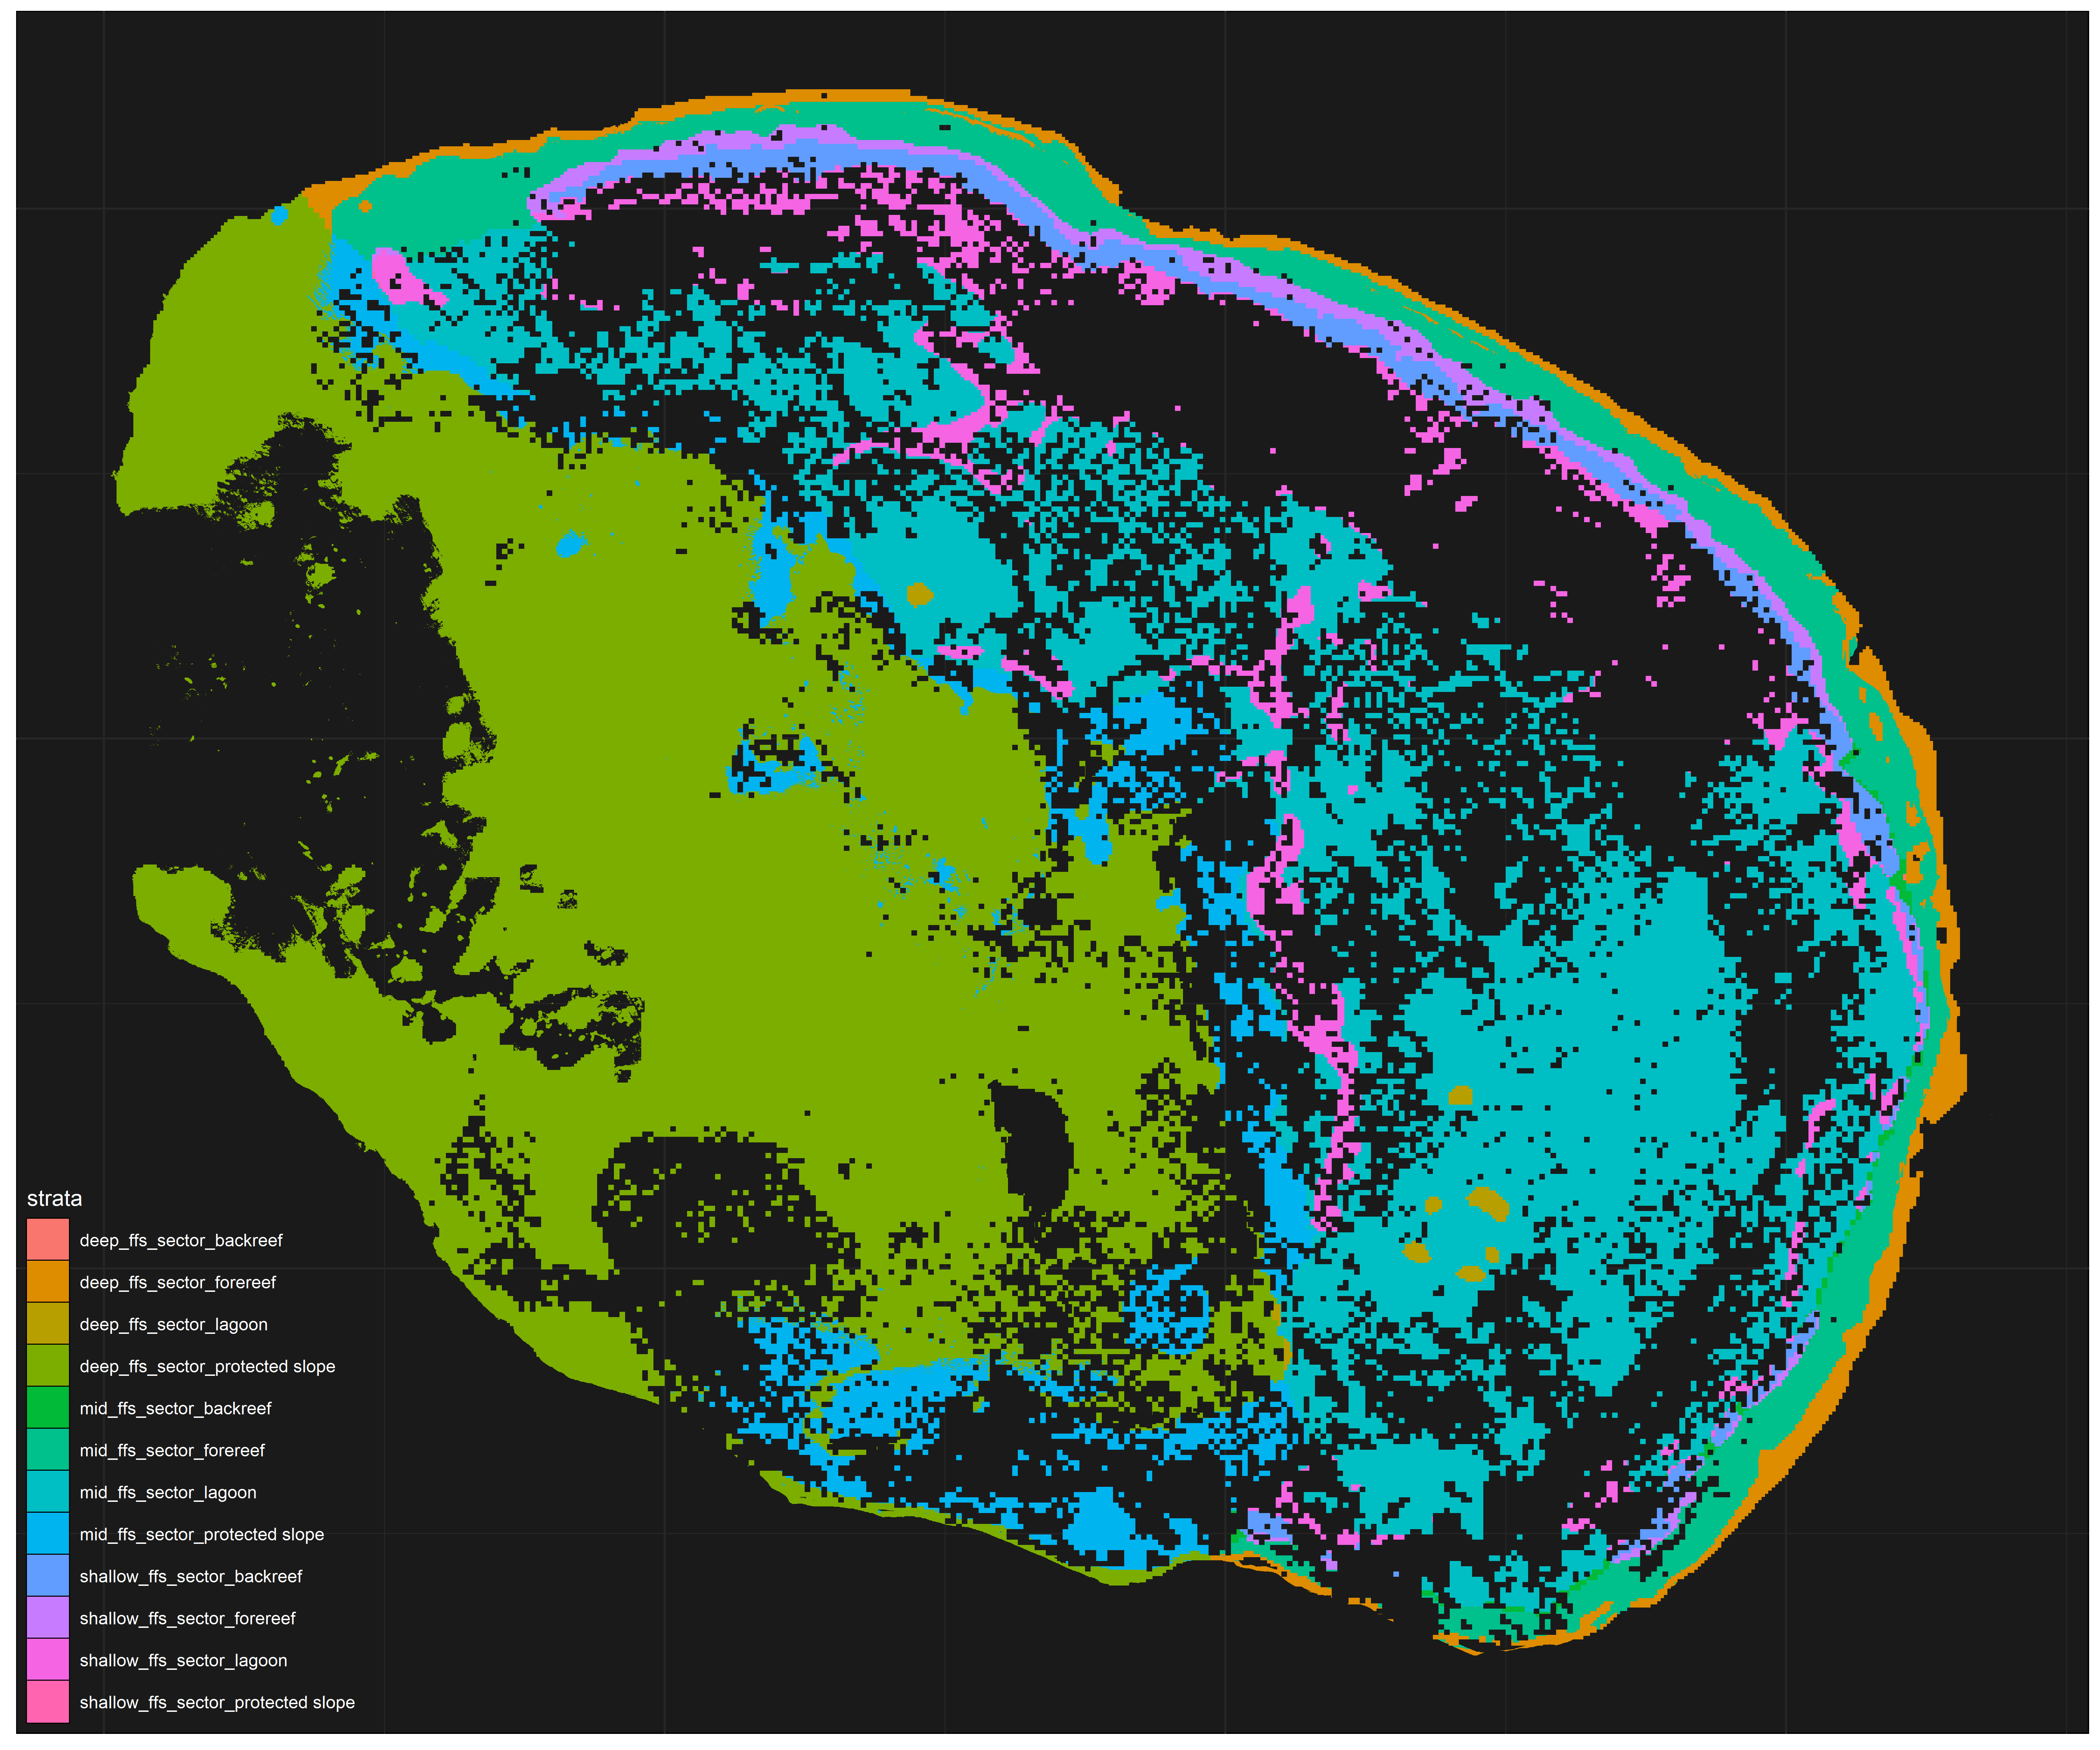 strata
deep_ffs_sector_backreef
deep_ffs_sector_forereef
deep_ffs_sector_lagoon
deep_ffs_sector_protected slope
mid_ffs_sector_backreef
mid_ffs_sector_forereef
mid_ffs_sector_lagoon
mid_ffs_sector_protected slope
shallow_ffs_sector_backreef
shallow_ffs_sector_forereef
shallow_ffs_sector_lagoon
shallow_ffs_sector_protected slope